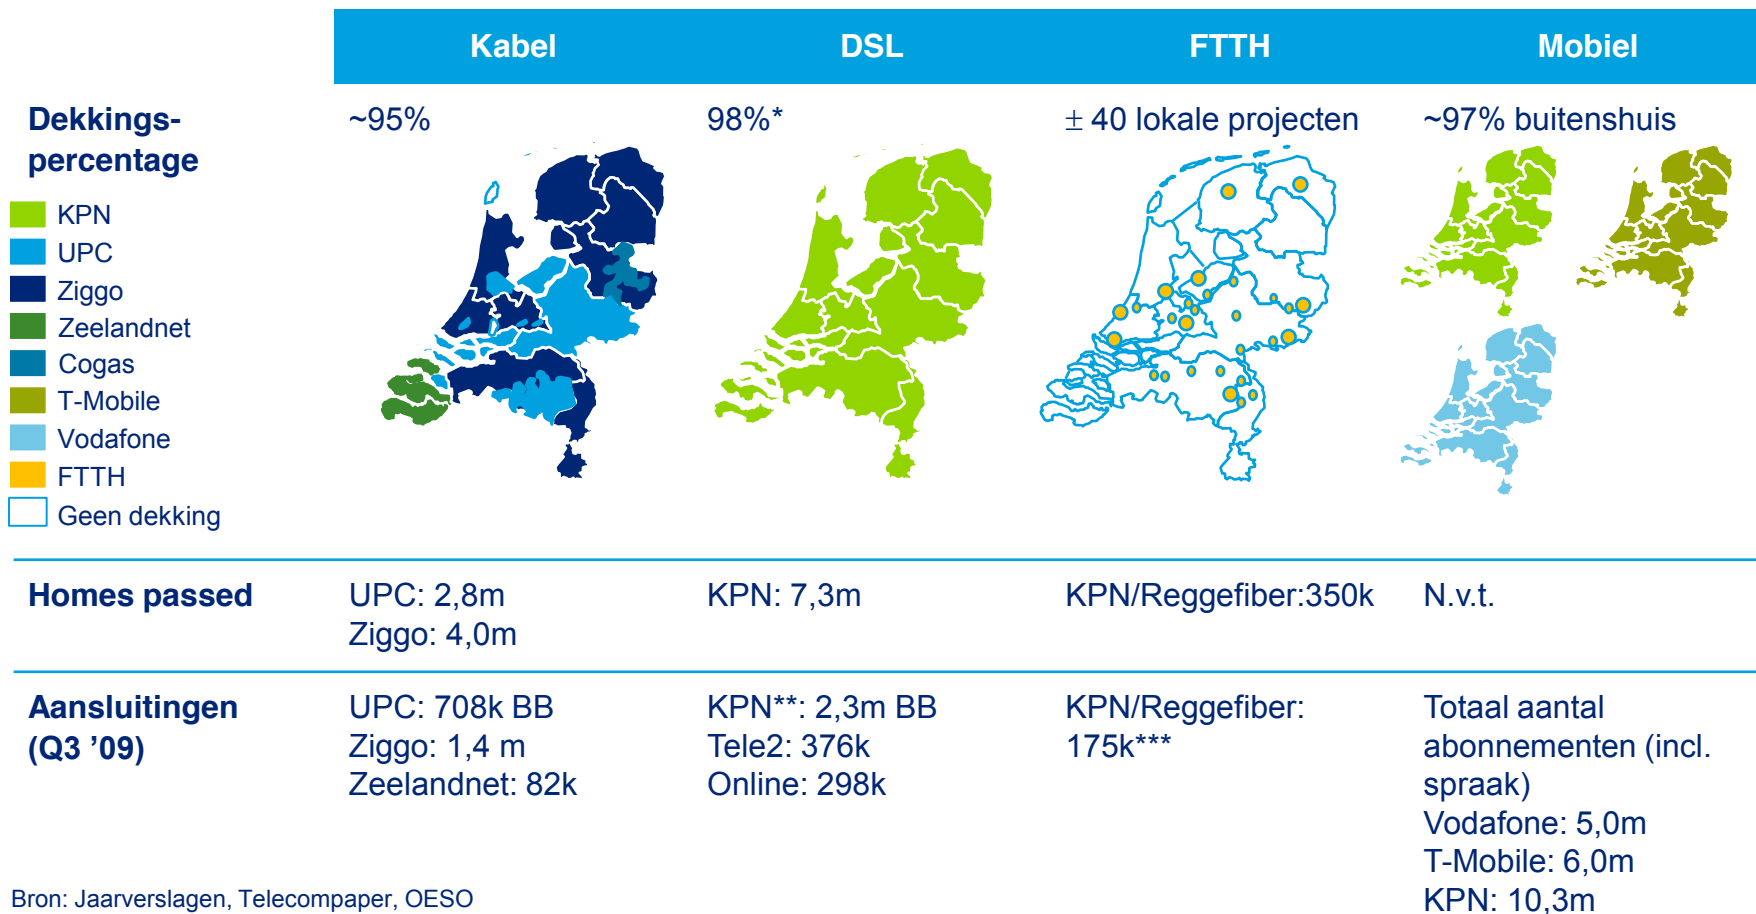 Kabel DSL FTTH Mobiel
Dekkings-
percentage
~95%
98%*
± 40 lokale projecten
~97% buitenshuis
KPN
UPC
Ziggo
Zeelandnet
Cogas
T-Mobile
Vodafone
FTTH
Geen dekking
Homes passed
UPC: 2,8m
Ziggo: 4,0m
KPN: 7,3m
KPN/Reggefiber:350k
N.v.t.
Aansluitingen
(Q3 ’09)
UPC: 708k BB
Ziggo: 1,4 m
Zeelandnet: 82k
KPN**: 2,3m BB
Tele2: 376k
Online: 298k
KPN/Reggefiber:
175k***
Totaal aantal
abonnementen (incl.
spraak)
Vodafone: 5,0m
T-Mobile: 6,0m
KPN: 10,3m
Bron: Jaarverslagen, Telecompaper, OESO